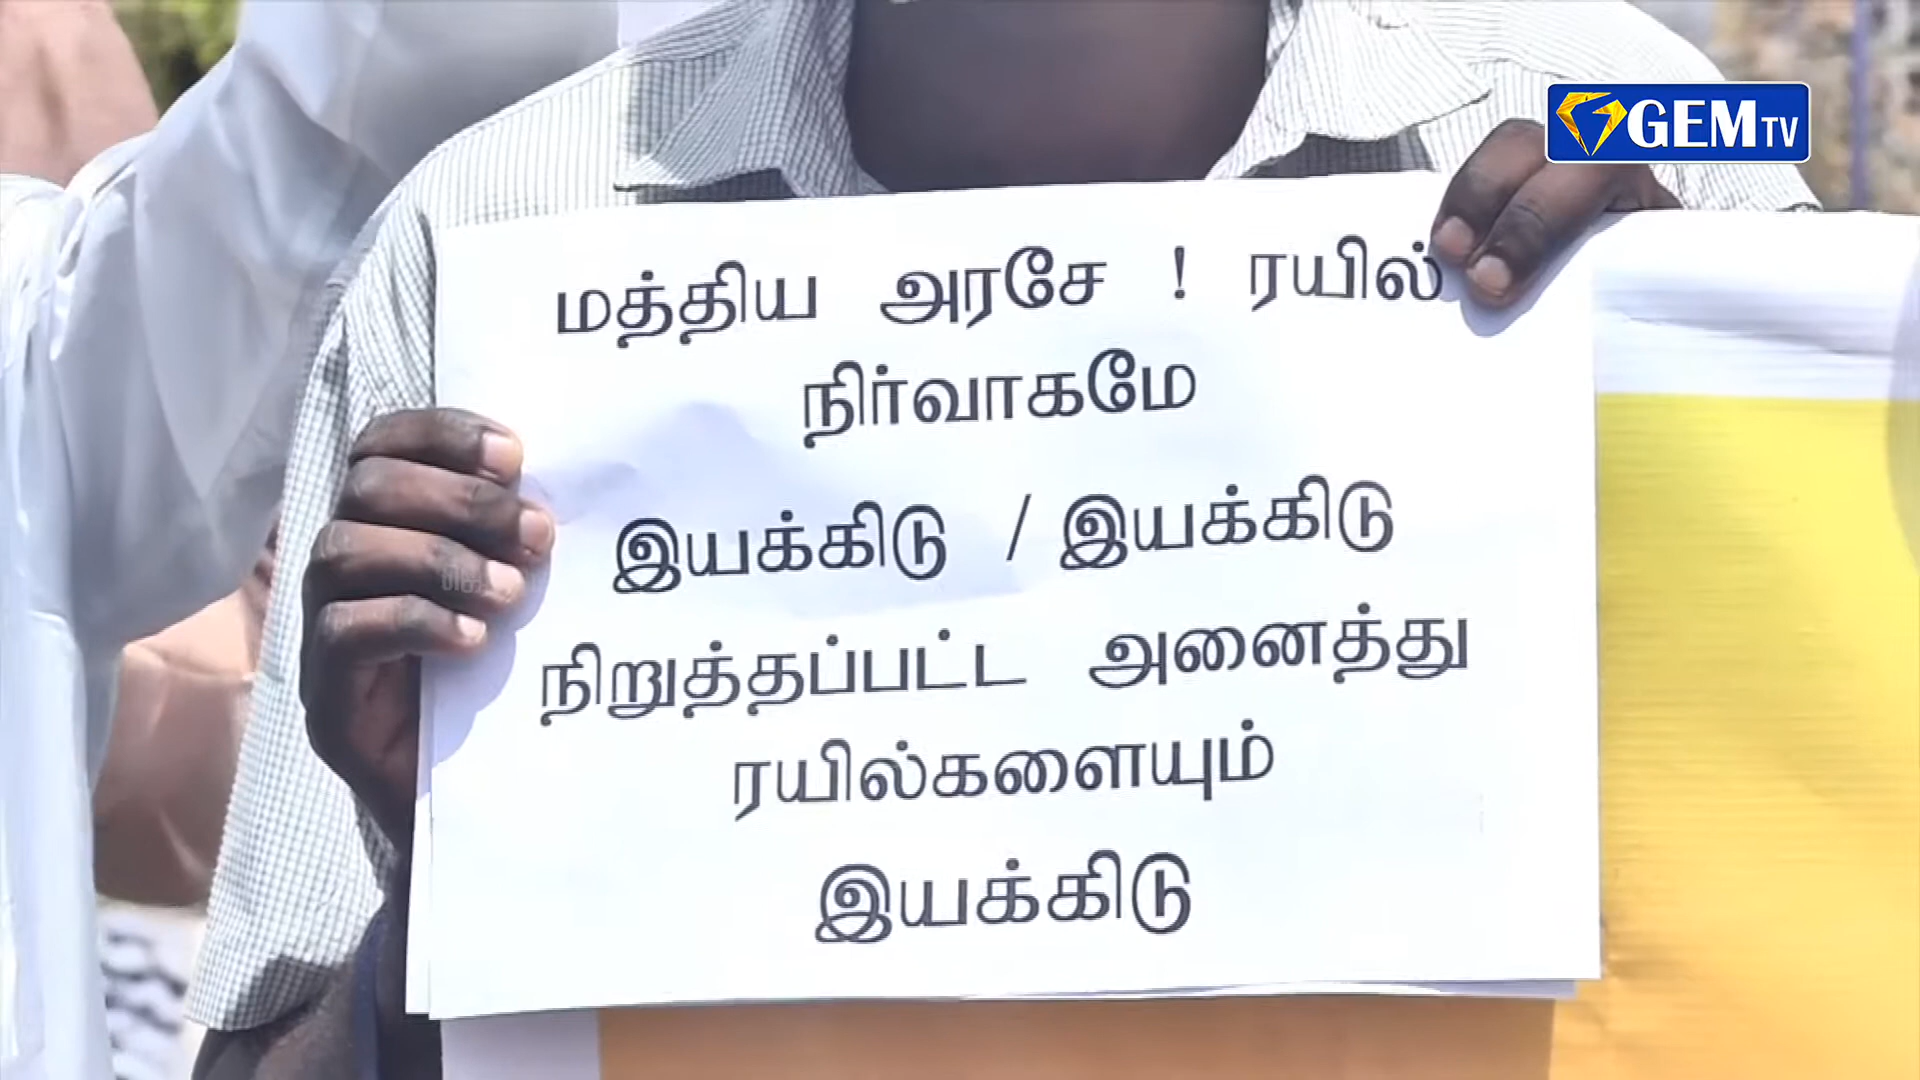 GEMTV
மத்திய அரசே ! ரயில்
நிர்வாகமே
இயக்கிடு / இயக்கிடு
நிறுத்தப்பட்ட அனைத்து
ரயில்களையும்
இயக்கிடு